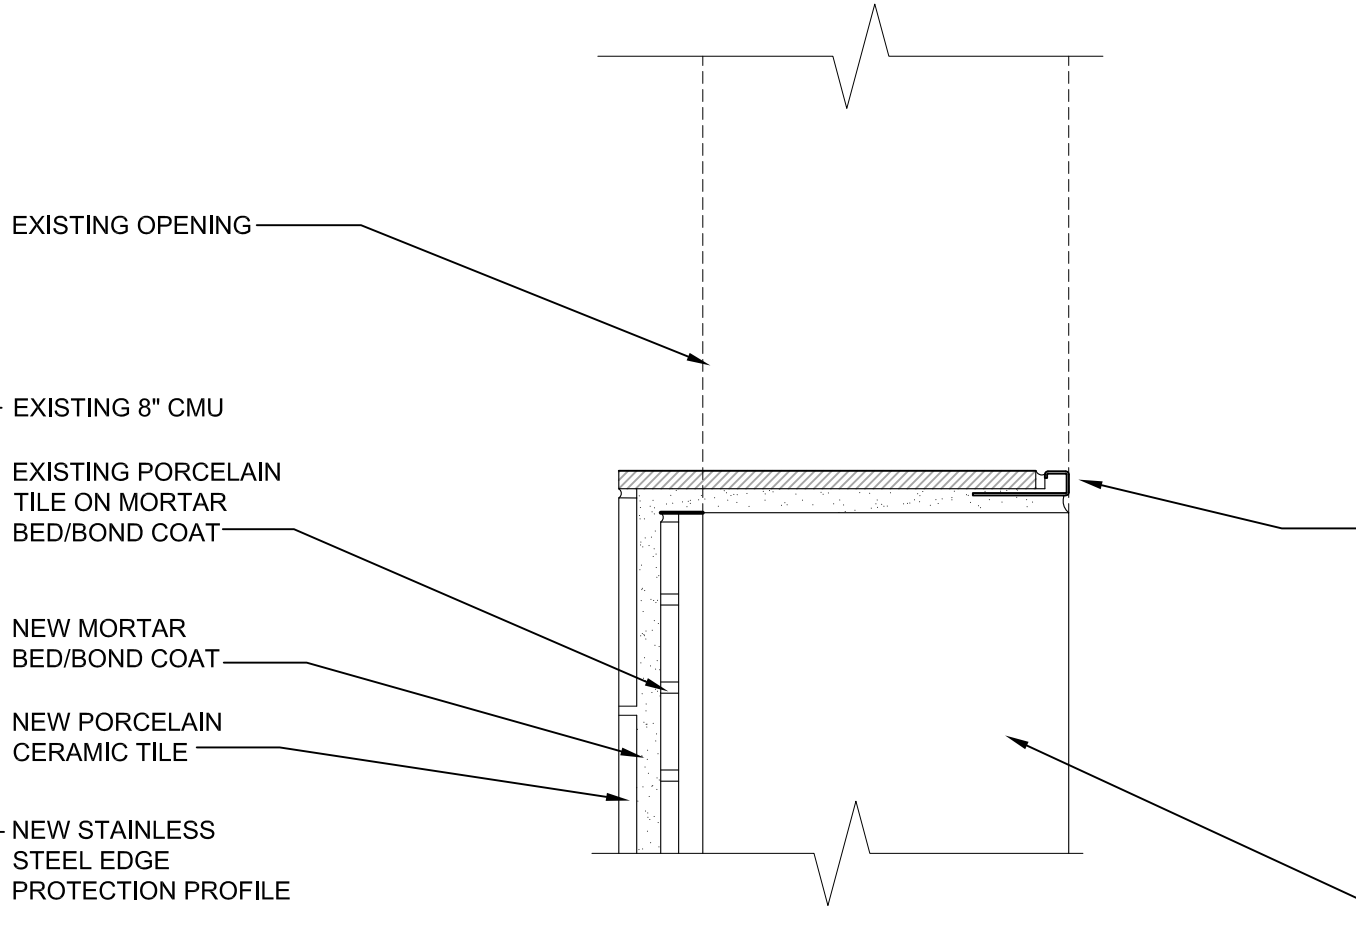 EXISTING OPENING
EXISTING 8" CMU
EXISTING PORCELAIN
TILE ON MORTAR
BED/BOND COAT
NEW MORTAR
BED/BOND COAT
NEW PORCELAIN
CERAMIC TILE
NEW STAINLESS
STEEL EDGE
PROTECTION PROFILE